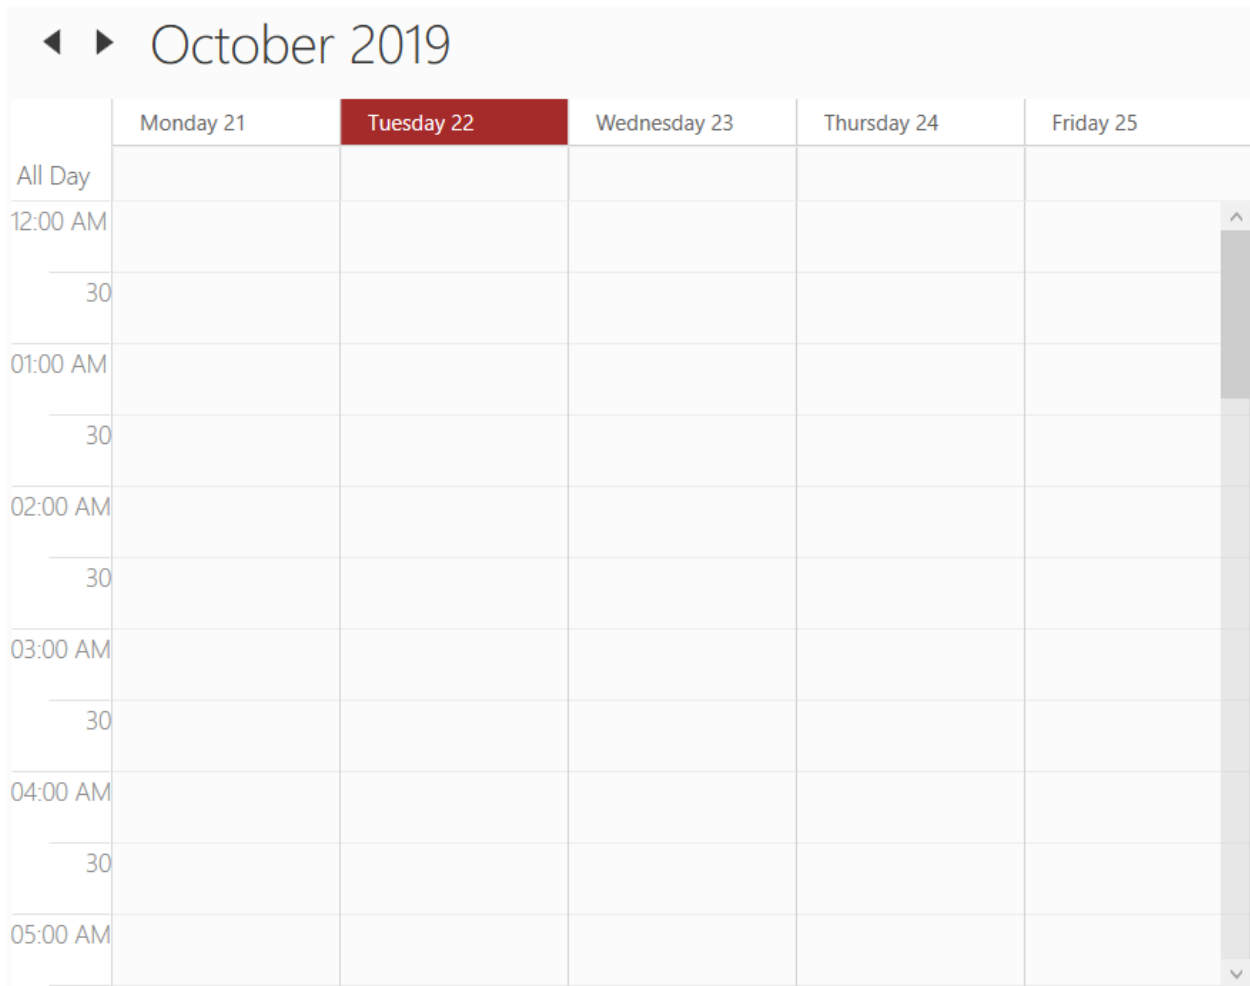 October 2019
Monday 21 Tuesday 22 Wednesday 23 Thursday 24 Friday 25
All Day
12:00 AM
30
01:00 AM
30
02:00 AM
30
03:00 AM
30
04:00 AM
30
05:00 AM